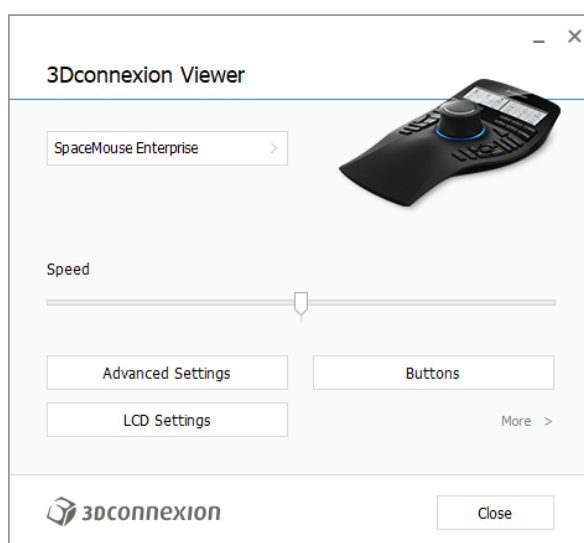 3Dconnexion Viewer
SpaceMouse Enterprise >
Speed
Advanced Settings
Buttons
LCD Settings
More >
3Dconnexion
Close